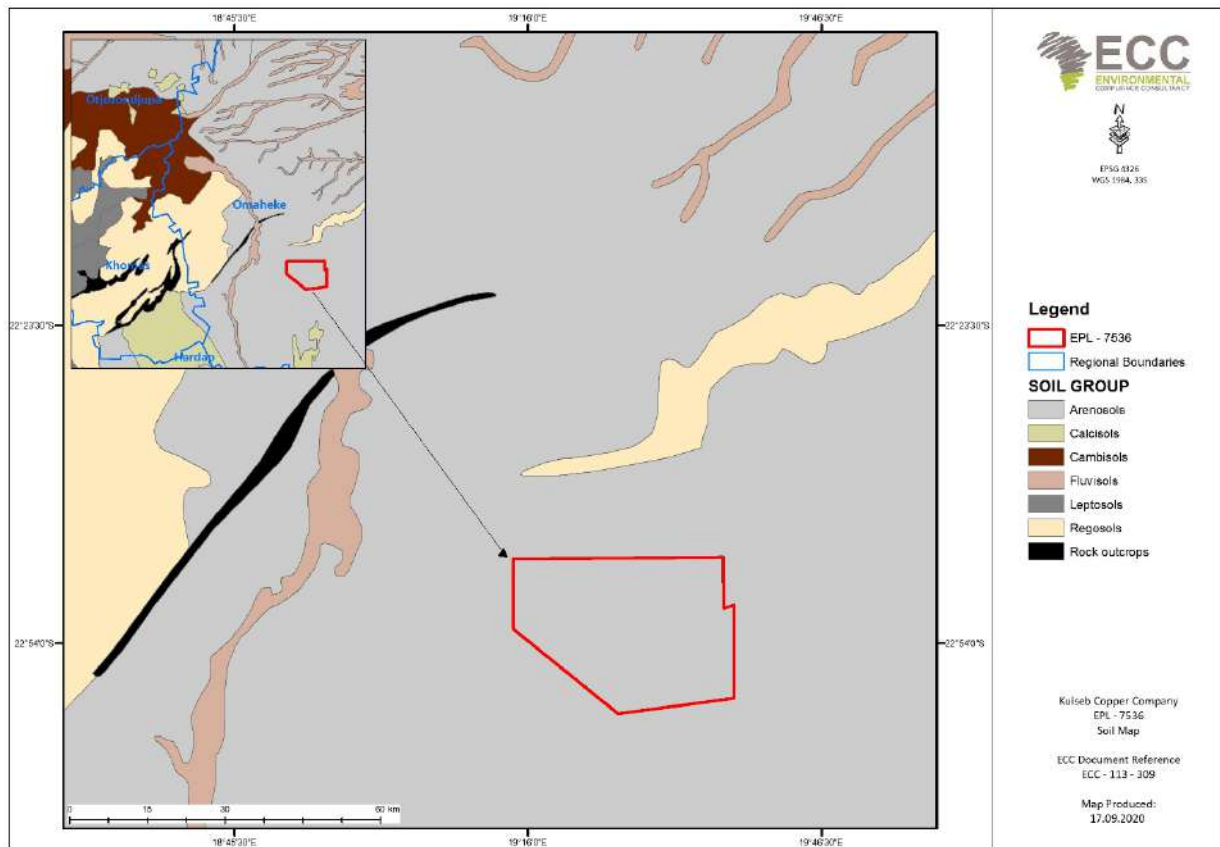 18°45'30"E
19°16'0"E
19°46'30"E
ECC
ENVIRONMENTAL
COMPLIANCE CONSULTANCY
N
EPSG 4326
WGS 1984, 33S
Otjozondjupa
Omaheke
Khomas
Hardap
22°23'30"S
22°23'30"S
Legend
EPL - 7536
Regional Boundaries
SOIL GROUP
Arenosols
Calcisols
Cambisols
Fluvisols
Leptosols
Regosols
Rock outcrops
22°54'0"S
22°54'0"S
Kuiseb Copper Company
EPL - 7536
Soil Map
ECC Document Reference
ECC - 113 - 309
Map Produced:
17.09.2020
0 15 30 60 km
18°45'30"E
19°16'0"E
19°46'30"E